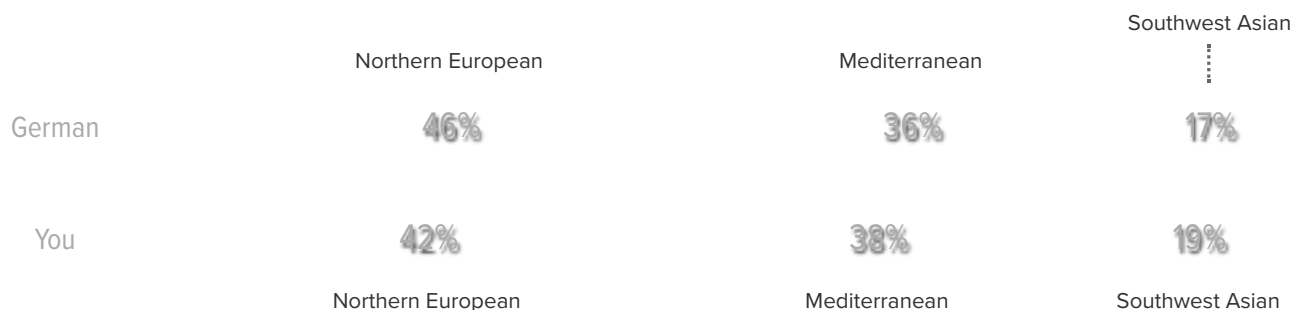 Southwest Asian
Northern European Mediterranean
German 46% 36% 17%
You 42% 38% 19%
Northern European Mediterranean Southwest Asian